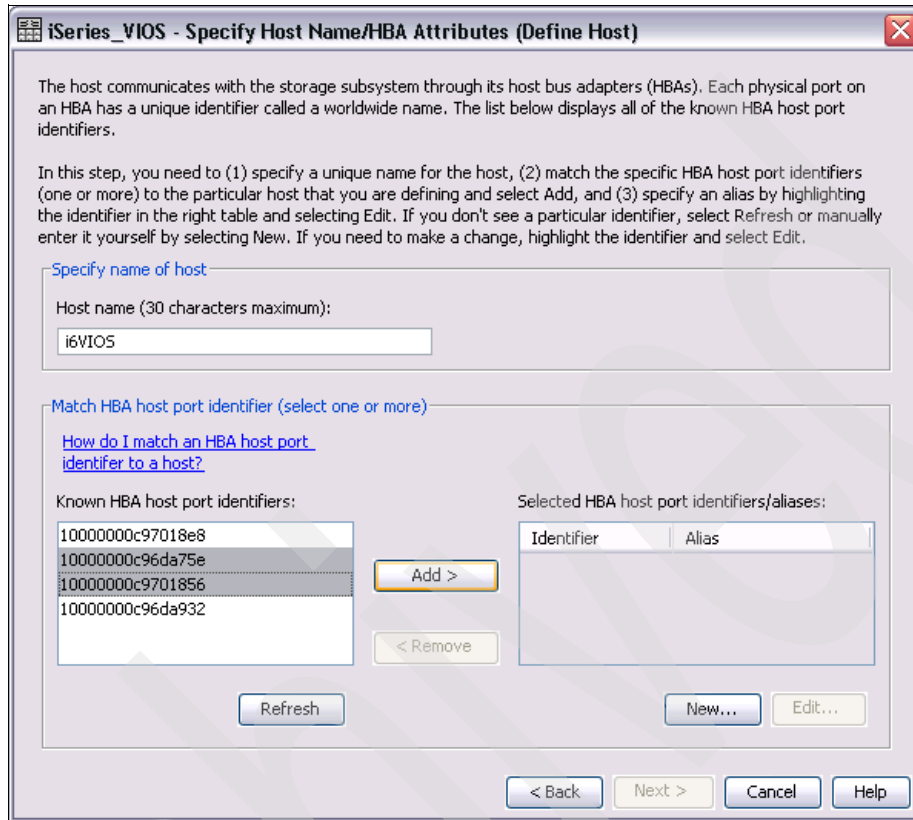 iSeries_VIOS - Specify Host Name/HBA Attributes (Define Host)
The host communicates with the storage subsystem through its host bus adapters (HBAs). Each physical port on
an HBA has a unique identifier called a worldwide name. The list below displays all of the known HBA host port
identifiers.
In this step, you need to (1) specify a unique name for the host, (2) match the specific HBA host port identifiers
(one or more) to the particular host that you are defining and select Add, and (3) specify an alias by highlighting
the identifier in the right table and selecting Edit. If you don't see a particular identifier, select Refresh or manually
enter it yourself by selecting New. If you need to make a change, highlight the identifier and select Edit.
Specify name of host
Host name (30 characters maximum):
i6VIOS
Match HBA host port identifier (select one or more)
How do I match an HBA host port
identifer to a host?
Known HBA host port identifiers:
10000000c97018e8
10000000c96da75e
10000000c9701856
10000000c96da932
Add >
< Remove
Selected HBA host port identifiers/aliases:
Identifier Alias
Refresh
New...
Edit...
< Back
Next >
Cancel
Help